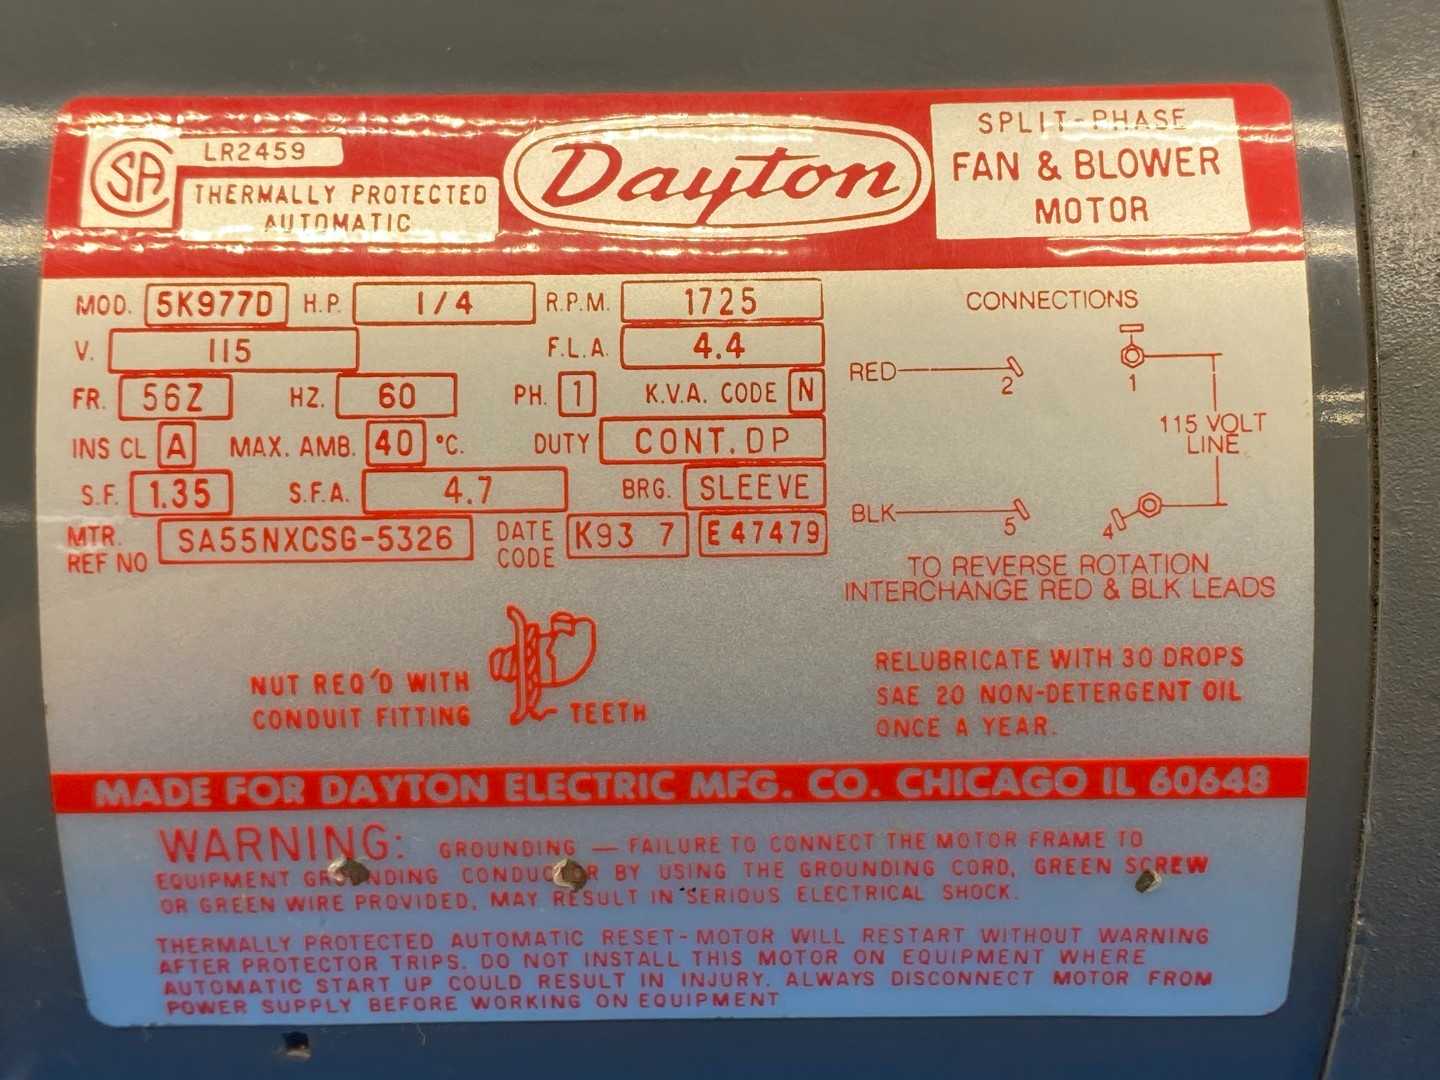 SA
LR2459
THERMALLY PROTECTED
AUTOMATIC
Dayton
SPLIT-PHASE
FAN & BLOWER
MOTOR
MOD. 5K977D H.P. 1/4 R.P.M. 1725
V. 115 F.L.A. 4.4
FR. 56Z HZ. 60 PH. 1 K.V.A. CODE N
INS CL A MAX. AMB. 40 °C. DUTY CONT. DP
S.F. 1.35 S.F.A. 4.7 BRG. SLEEVE
MTR. REF NO SA55NXCSG-5326 DATE CODE K93 7 E 47479
CONNECTIONS
RED 2 1
115 VOLT
LINE
BLK 5 4
TO REVERSE ROTATION
INTERCHANGE RED & BLK LEADS
NUT REQ'D WITH
CONDUIT FITTING
TEETH
RELUBRICATE WITH 30 DROPS
SAE 20 NON-DETERGENT OIL
ONCE A YEAR.
MADE FOR DAYTON ELECTRIC MFG. CO. CHICAGO IL 60648
WARNING: GROUNDING — FAILURE TO CONNECT THE MOTOR FRAME TO
EQUIPMENT GROUNDING CONDUCTOR BY USING THE GROUNDING CORD, GREEN SCREW
OR GREEN WIRE PROVIDED, MAY RESULT IN SERIOUS ELECTRICAL SHOCK.
THERMALLY PROTECTED AUTOMATIC RESET-MOTOR WILL RESTART WITHOUT WARNING
AFTER PROTECTOR TRIPS. DO NOT INSTALL THIS MOTOR ON EQUIPMENT WHERE
AUTOMATIC START UP COULD RESULT IN INJURY. ALWAYS DISCONNECT MOTOR FROM
POWER SUPPLY BEFORE WORKING ON EQUIPMENT